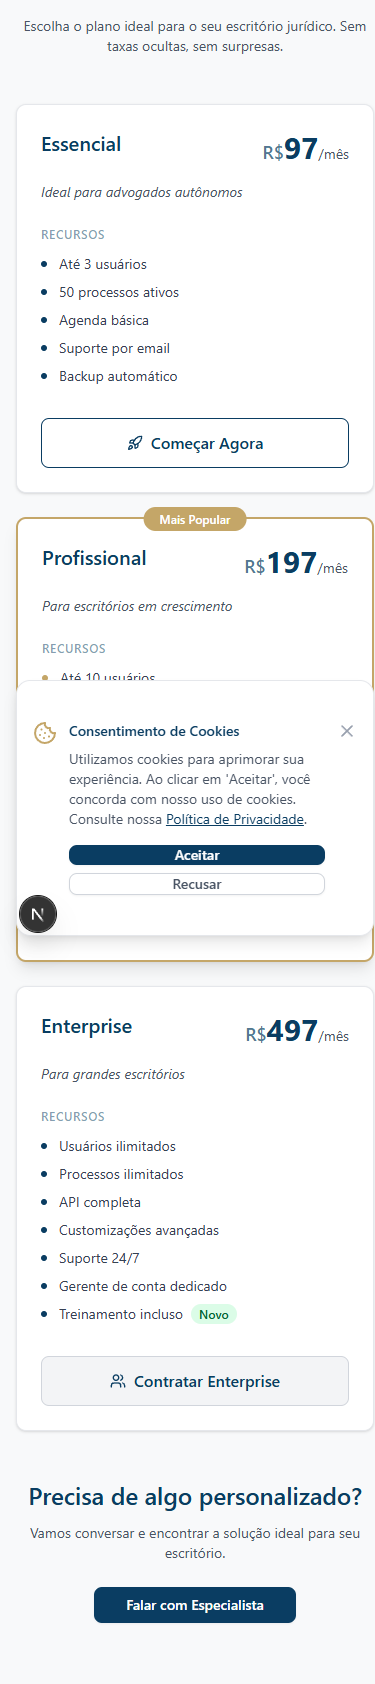 Escolha o plano ideal para o seu escritório jurídico. Sem
taxas ocultas, sem surpresas.
Essencial
R$97/mês
Ideal para advogados autônomos
RECURSOS
Até 3 usuários
50 processos ativos
Agenda básica
Suporte por email
Backup automático
Começar Agora
Mais Popular
Profissional
R$197/mês
Para escritórios em crescimento
RECURSOS
Até 10 usuários
Consentimento de Cookies
Utilizamos cookies para aprimorar sua
experiência. Ao clicar em 'Aceitar', você
concorda com nosso uso de cookies.
Consulte nossa Política de Privacidade.
Aceitar
Recusar
N
Enterprise
R$497/mês
Para grandes escritórios
RECURSOS
Usuários ilimitados
Processos ilimitados
API completa
Customizações avançadas
Suporte 24/7
Gerente de conta dedicado
Treinamento incluso Novo
Contratar Enterprise
Precisa de algo personalizado?
Vamos conversar e encontrar a solução ideal para seu
escritório.
Falar com Especialista